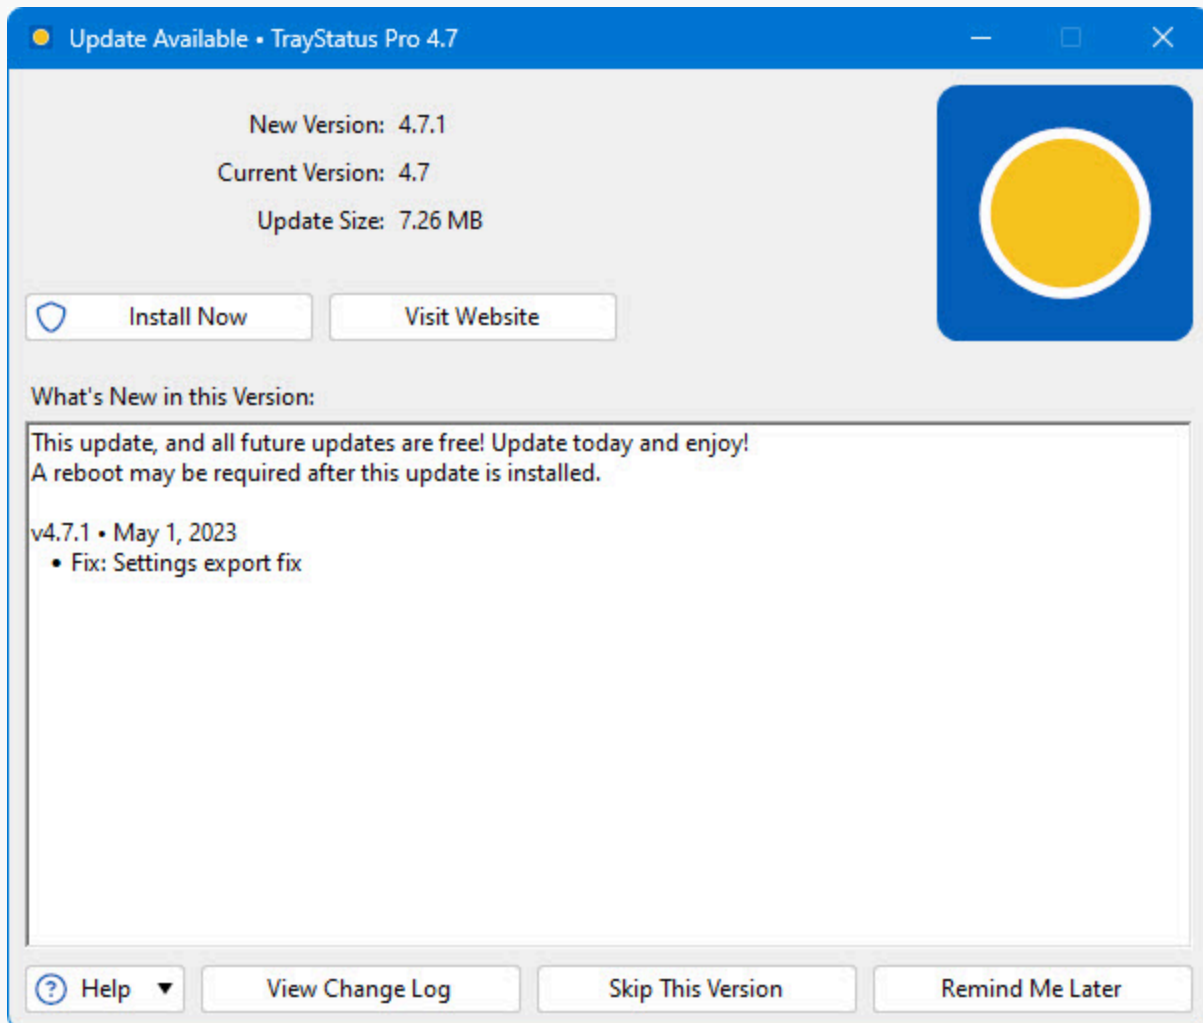 Update Available • TrayStatus Pro 4.7
New Version: 4.7.1
Current Version: 4.7
Update Size: 7.26 MB
Install Now
Visit Website
What's New in this Version:
This update, and all future updates are free! Update today and enjoy!
A reboot may be required after this update is installed.
v4.7.1 • May 1, 2023
• Fix: Settings export fix
Help
View Change Log
Skip This Version
Remind Me Later